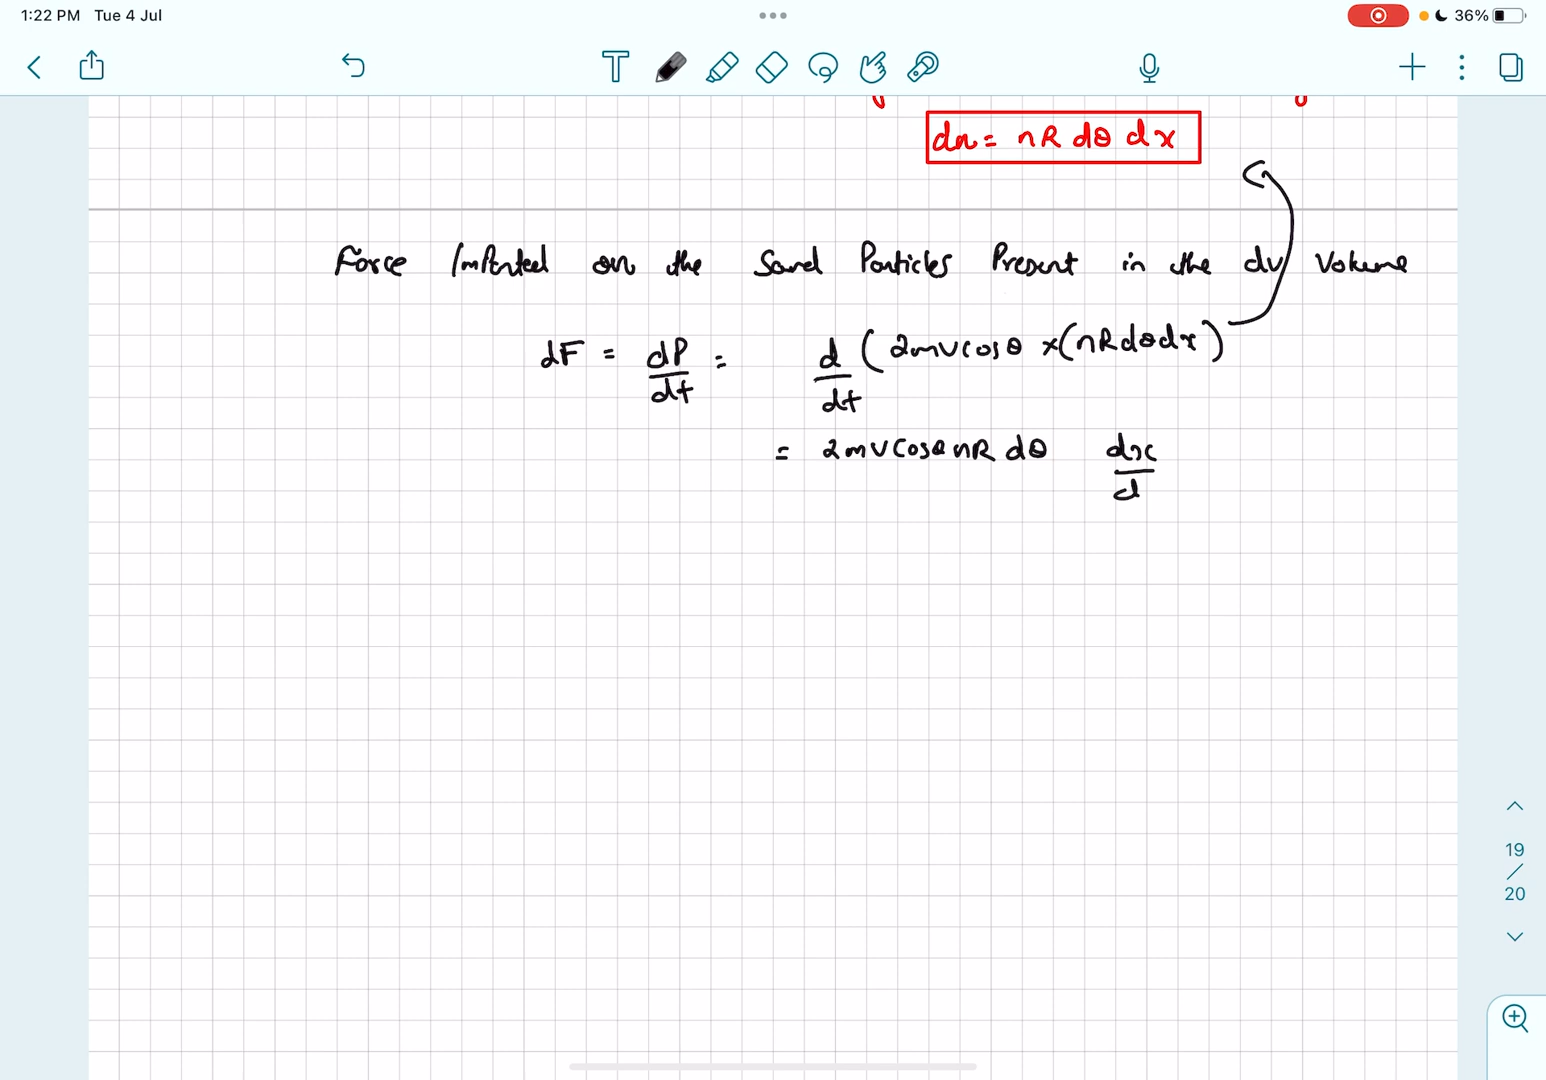 1:22 PM Tue 4 Jul
36%
T
dn = nR dθ dx
Force Imparted on the Sand Particles Present in the dv Volume
dF = dP/dt = d/dt (2mvcosθ x(nRdθdx)
= 2mvcosθ nR dθ dx/d
19
/
20